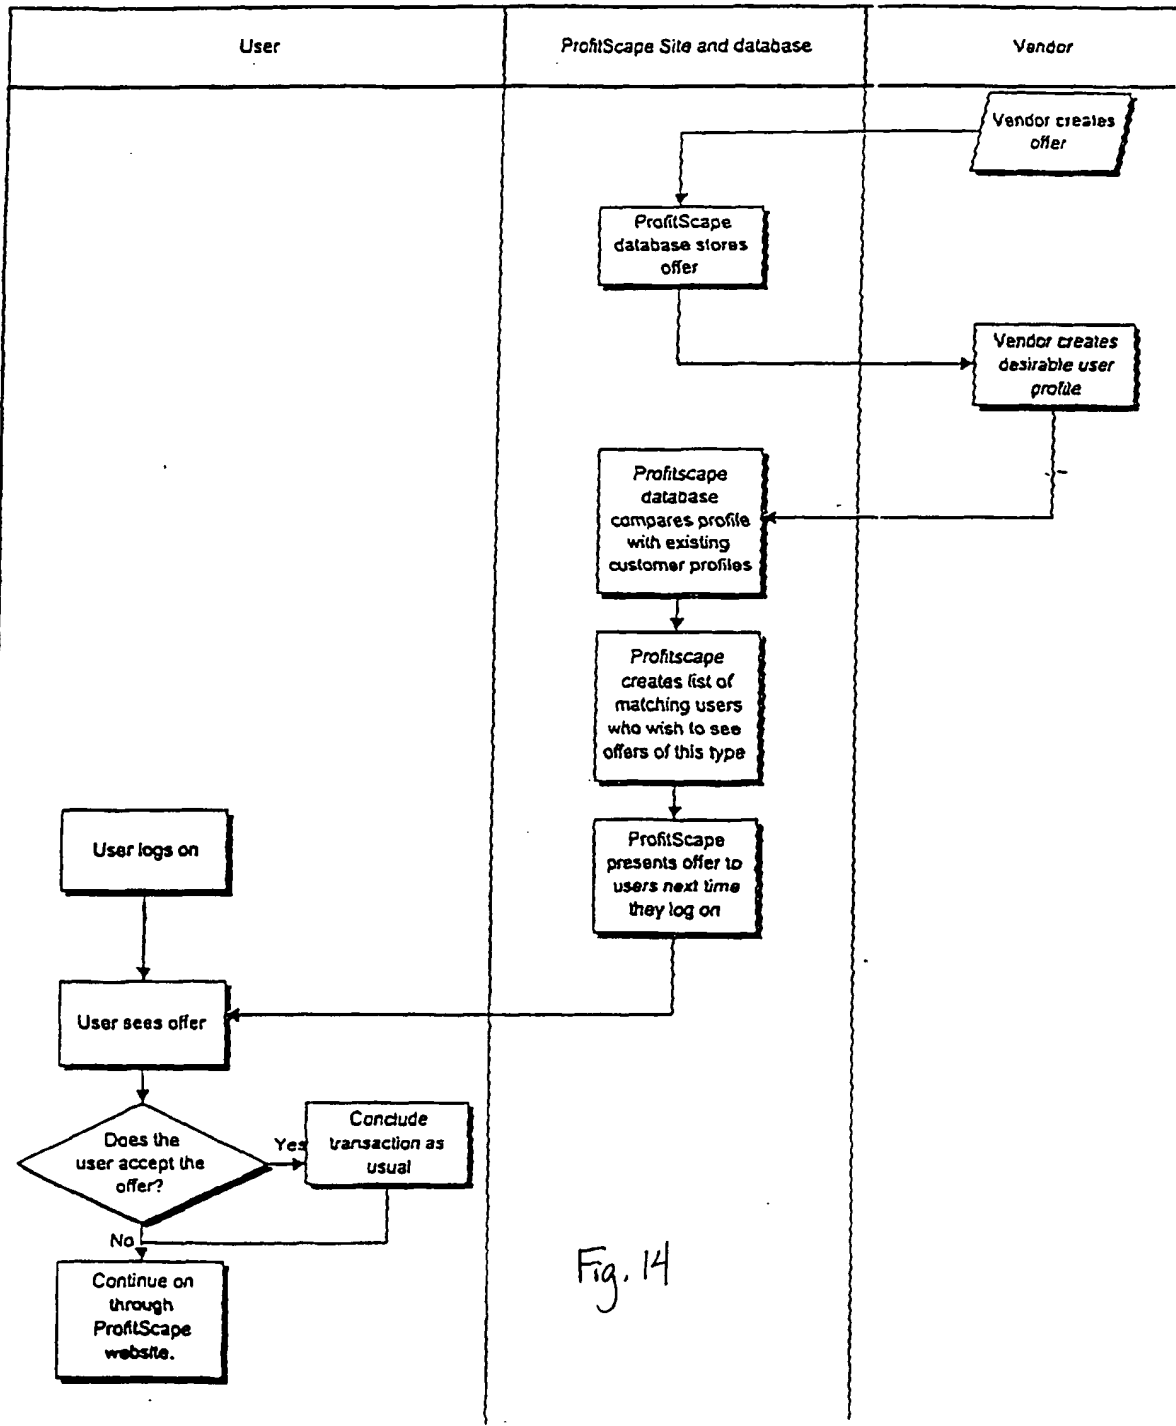 User
ProfitScape Site and database
Vendor
Vendor creates
offer
ProfitScape
database stores
offer
Vendor creates
desirable user
profile
Profitscape
database
compares profile
with existing
customer profiles
Profitscape
creates list of
matching users
who wish to see
offers of this type
ProfitScape
presents offer to
users next time
they log on
User logs on
User sees offer
Does the
user accept the
offer?
Yes
Conclude
transaction as
usual
No
Continue on
through
ProfitScape
website.
Fig. 14